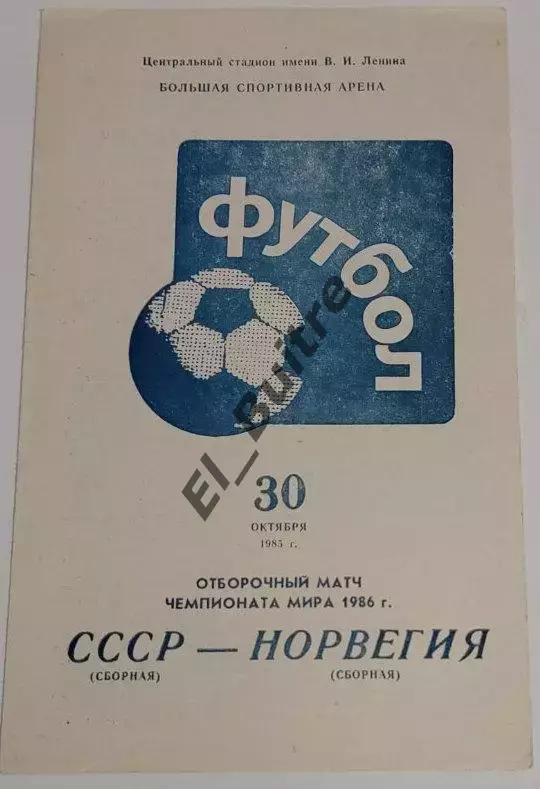 Центральный стадион имени В. И. Ленина
БОЛЬШАЯ СПОРТИВНАЯ АРЕНА
футбол
El_Buitre
30
ОКТЯБРЯ
1985 г.
ОТБОРОЧНЫЙ МАТЧ
ЧЕМПИОНАТА МИРА 1986 г.
СССР — НОРВЕГИЯ
(СБОРНАЯ) (СБОРНАЯ)